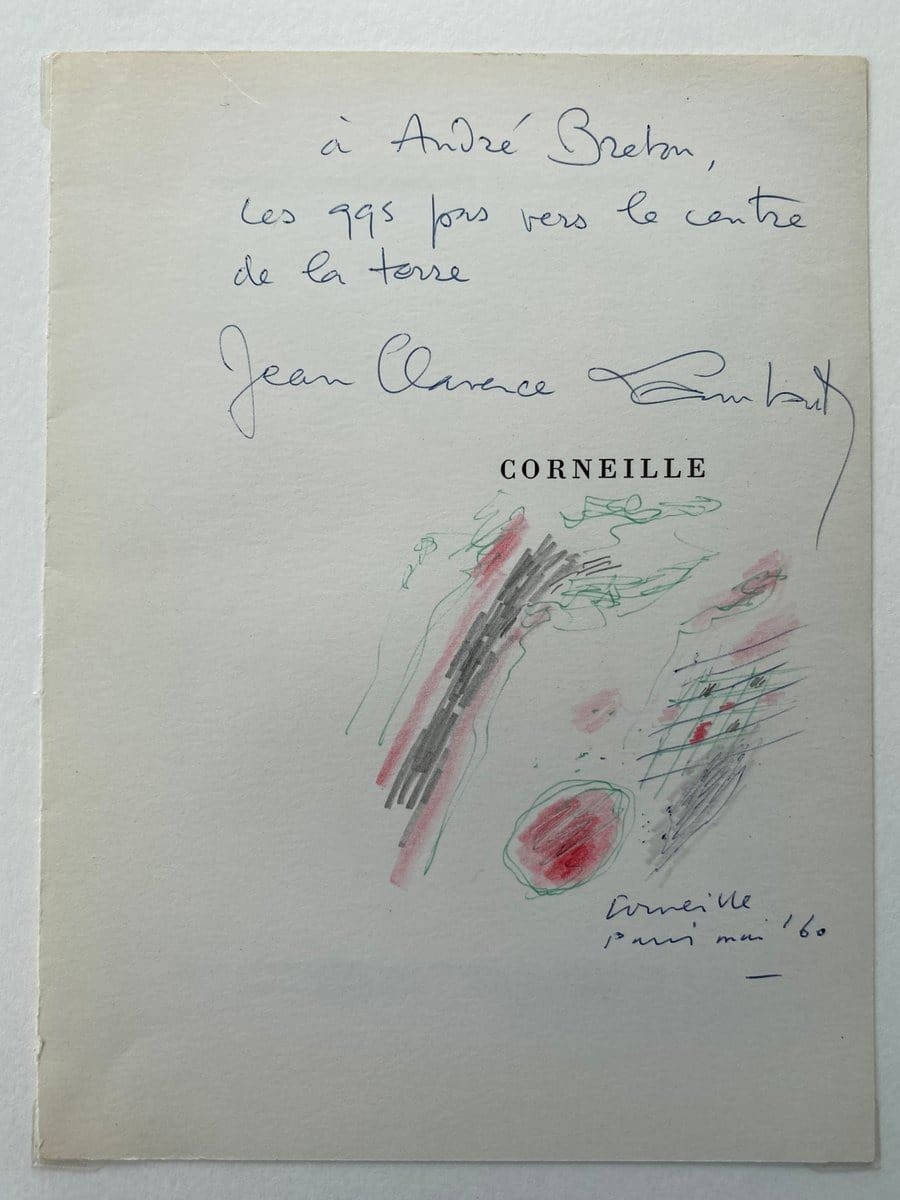 à André Breton,
Les 995 pas vers le centre
de la terre
Jean Clarence Lambert
CORNEILLE
Corneille
Paris mai '60